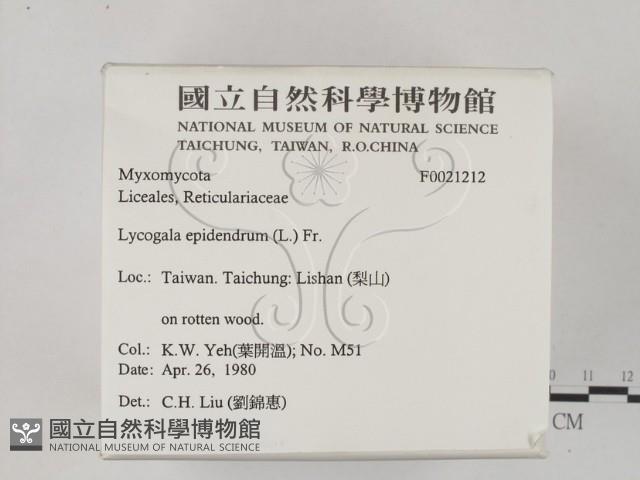 國立自然科學博物館
NATIONAL MUSEUM OF NATURAL SCIENCE
TAICHUNG, TAIWAN, R.O.CHINA
Myxomycota F0021212
Liceales, Reticulariaceae
Lycogala epidendrum (L.) Fr.
Loc.: Taiwan. Taichung: Lishan (梨山)
on rotten wood.
Col.: K.W. Yeh(葉開溫); No. M51
Date: Apr. 26, 1980
Det.: C.H. Liu (劉錦惠)
0 11 12
CM
國立自然科學博物館
NATIONAL MUSEUM OF NATURAL SCIENCE